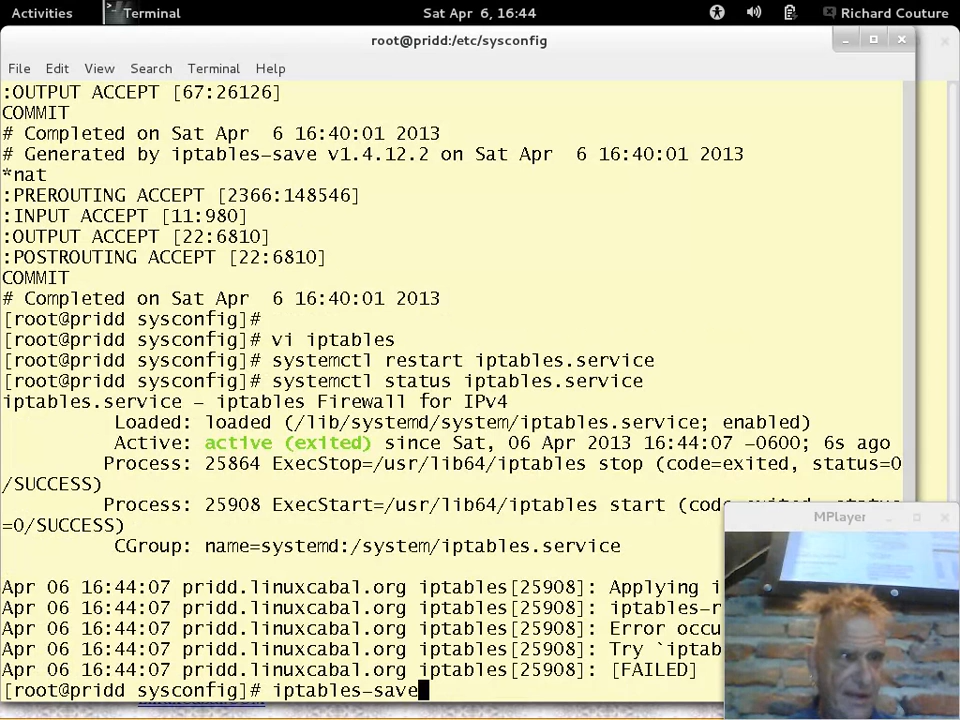 Activities Terminal Sat Apr 6, 16:44 Richard Couture
root@pridd:/etc/sysconfig
File Edit View Search Terminal Help
:OUTPUT ACCEPT [67:26126]
COMMIT
# Completed on Sat Apr  6 16:40:01 2013
# Generated by iptables-save v1.4.12.2 on Sat Apr  6 16:40:01 2013
*nat
:PREROUTING ACCEPT [2366:148546]
:INPUT ACCEPT [11:980]
:OUTPUT ACCEPT [22:6810]
:POSTROUTING ACCEPT [22:6810]
COMMIT
# Completed on Sat Apr  6 16:40:01 2013
[root@pridd sysconfig]#
[root@pridd sysconfig]# vi iptables
[root@pridd sysconfig]# systemctl restart iptables.service
[root@pridd sysconfig]# systemctl status iptables.service
iptables.service - iptables Firewall for IPv4
Loaded: loaded (/lib/systemd/system/iptables.service; enabled)
Active: active (exited) since Sat, 06 Apr 2013 16:44:07 -0600; 6s ago
Process: 25864 ExecStop=/usr/lib64/iptables stop (code=exited, status=0
/SUCCESS)
Process: 25908 ExecStart=/usr/lib64/iptables start (code=exited, status
=0/SUCCESS)
MPlayer
CGroup: name=systemd:/system/iptables.service
Apr 06 16:44:07 pridd.linuxcabal.org iptables[25908]: Applying i
Apr 06 16:44:07 pridd.linuxcabal.org iptables[25908]: iptables-r
Apr 06 16:44:07 pridd.linuxcabal.org iptables[25908]: Error occu
Apr 06 16:44:07 pridd.linuxcabal.org iptables[25908]: Try `iptab
Apr 06 16:44:07 pridd.linuxcabal.org iptables[25908]: [FAILED]
[root@pridd sysconfig]# iptables-save